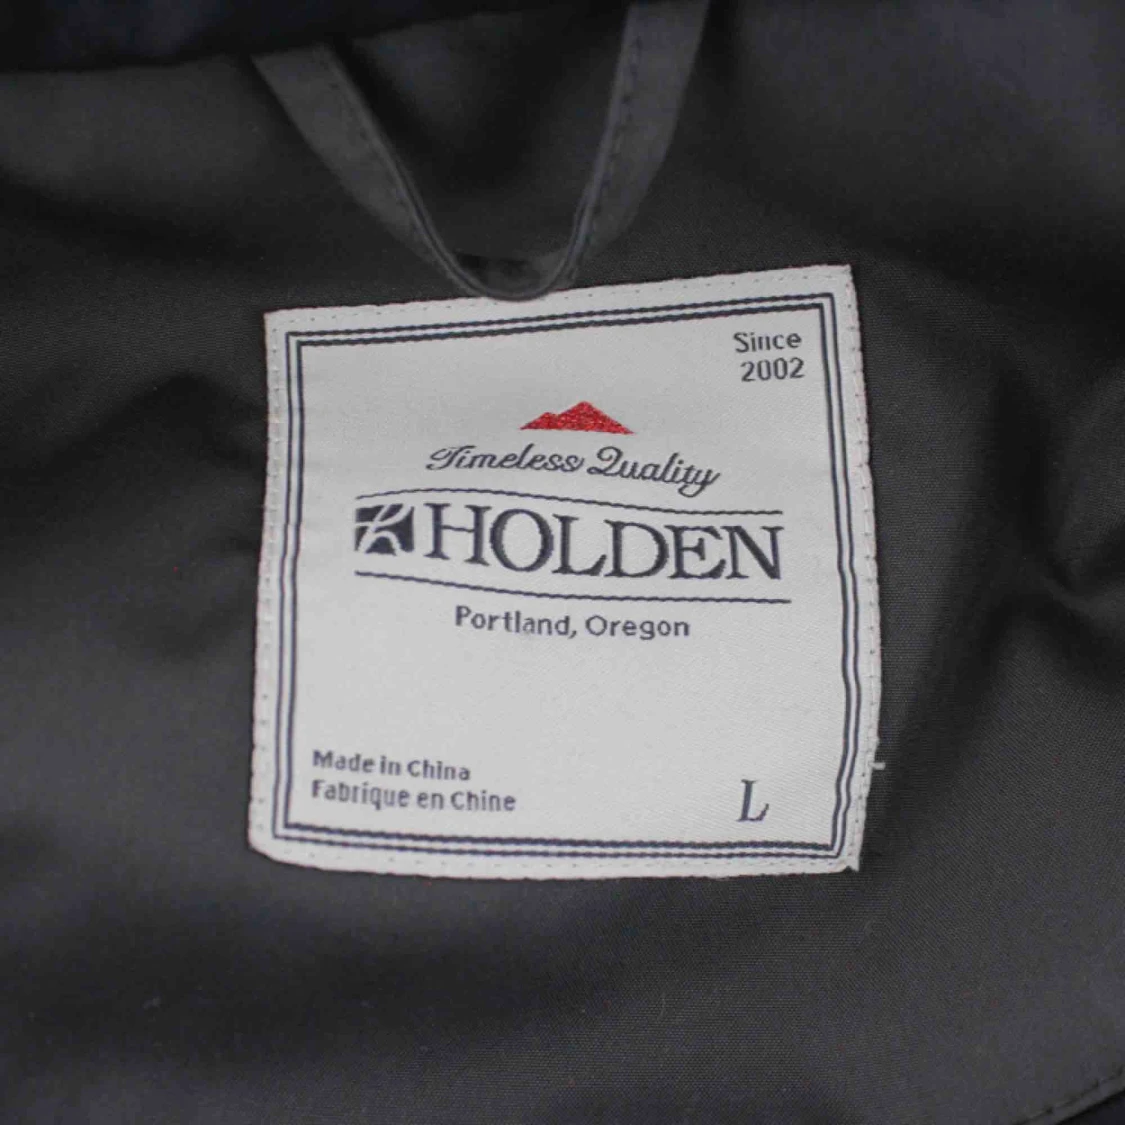 Since
2002
Timeless Quality
HOLDEN
Portland, Oregon
Made in China
Fabrique en Chine
L